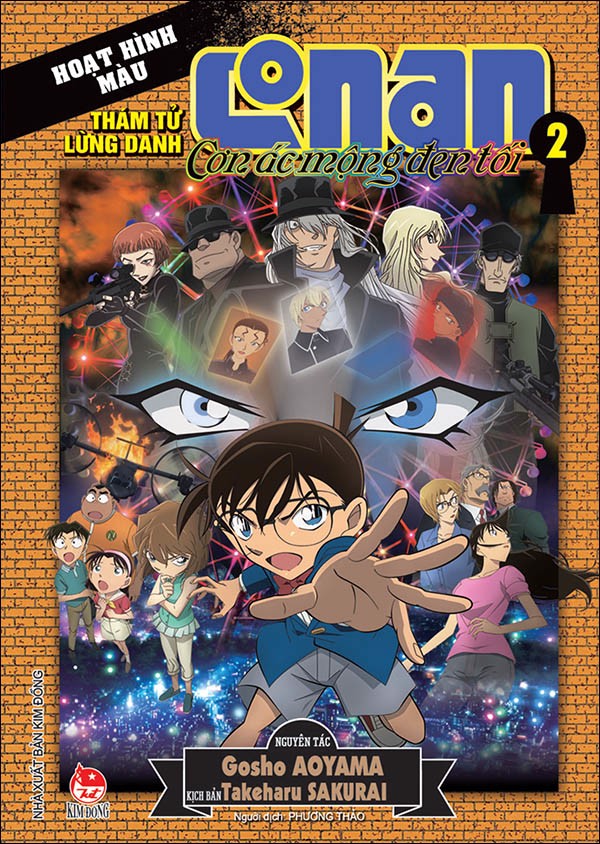 HOẠT HÌNH
MÀU
THÁM TỬ
LỪNG DANH
Conan
Cơn ác mộng đen tối
2
NHÀ XUẤT BẢN KIM ĐỒNG
NGUYÊN TÁC
Gosho AOYAMA
KỊCH BẢN Takeharu SAKURAI
Người dịch: PHƯƠNG THẢO
KIM ĐỒNG